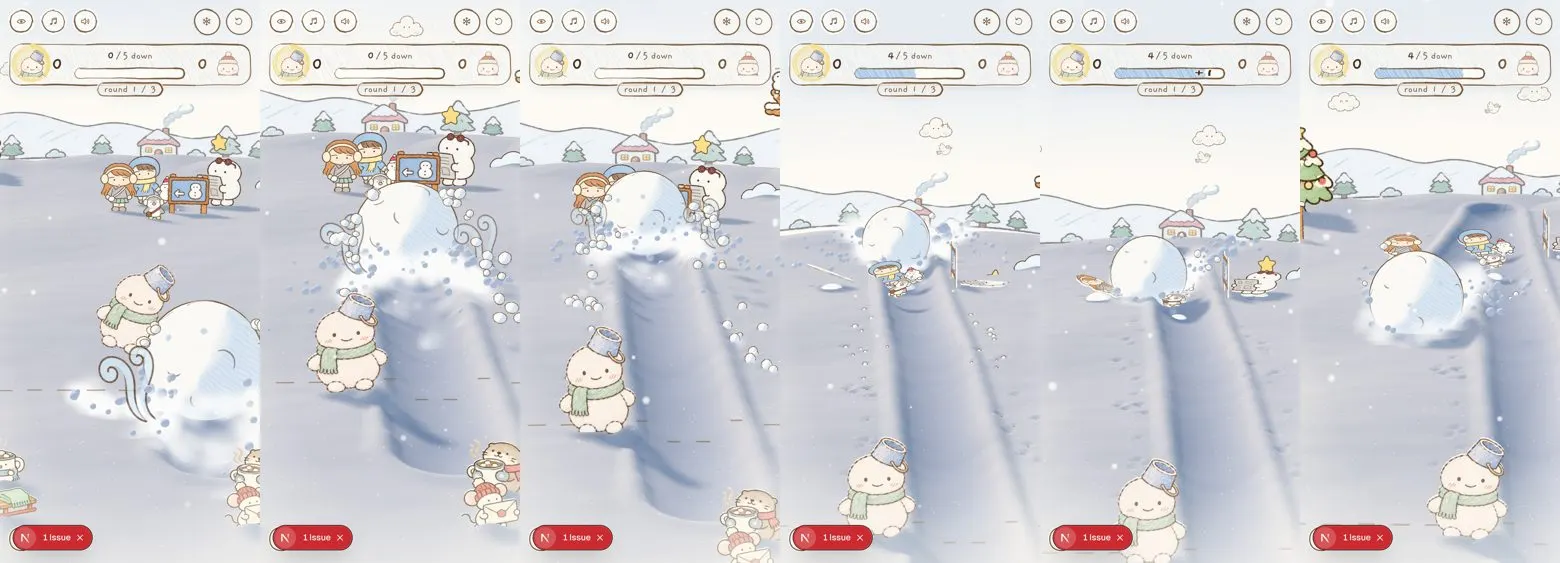 0 / 5 down
0 0
round 1 / 3
N 1 Issue ×
0 / 5 down
0 0
round 1 / 3
N 1 Issue ×
0 / 5 down
0 0
round 1 / 3
N 1 Issue ×
4 / 5 down
0 0
round 1 / 3
N 1 Issue ×
4 / 5 down
0 +1 0
round 1 / 3
N 1 Issue ×
4 / 5 down
0 0
round 1 / 3
N 1 Issue ×